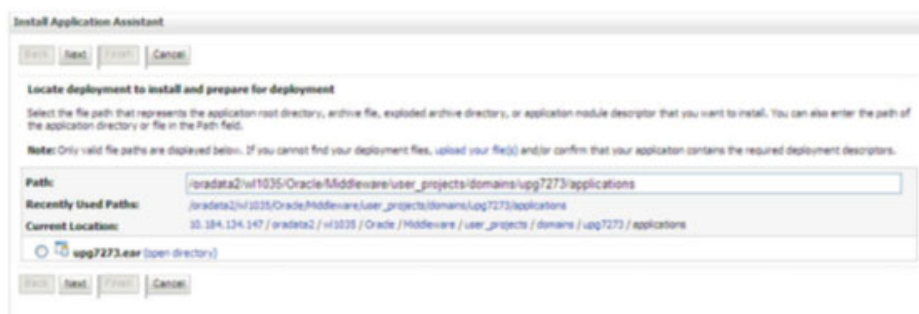 Install Application Assistant
Back Next Finish Cancel
Locate deployment to install and prepare for deployment
Select the file path that represents the application root directory, archive file, exploded archive directory, or application module descriptor that you want to install. You can also enter the path of
the application directory or file in the Path field.
Note: Only valid file paths are displayed below. If you cannot find your deployment files, upload your file(s) and/or confirm that your application contains the required deployment descriptors.
Path: /oradata2/wl1035/Oracle/Middleware/user_projects/domains/upg7273/applications
Recently Used Paths: /oradata2/wl1035/Oracle/Middleware/user_projects/domains/upg7273/applications
Current Location: 10.184.134.147 / oradata2 / wl1035 / Oracle / Middleware / user_projects / domains / upg7273 / applications
upg7273.ear (open directory)
Back Next Finish Cancel